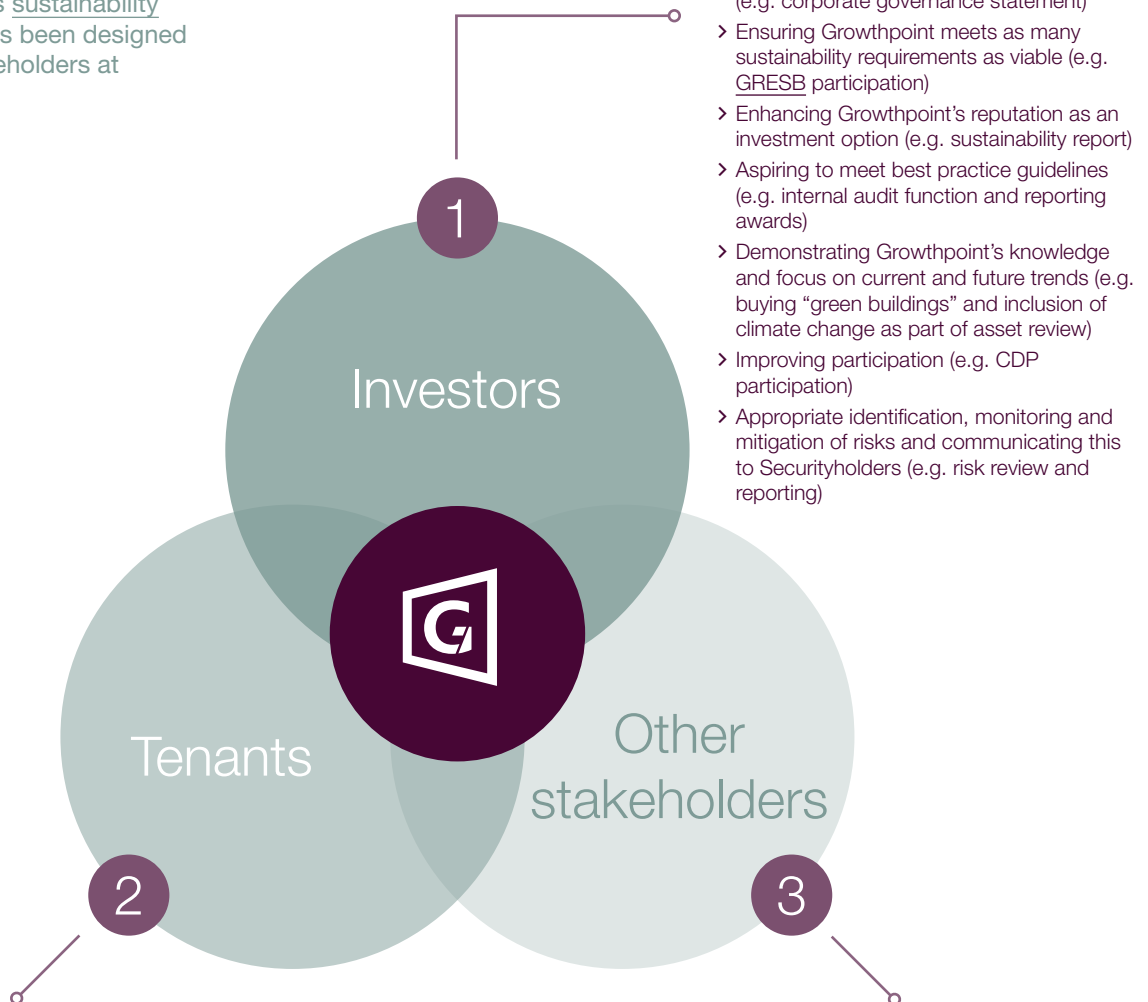 s sustainability
s been designed
eholders at
(e.g. corporate governance statement)
> Ensuring Growthpoint meets as many
sustainability requirements as viable (e.g.
GRESB participation)
> Enhancing Growthpoint's reputation as an
investment option (e.g. sustainability report)
> Aspiring to meet best practice guidelines
(e.g. internal audit function and reporting
awards)
> Demonstrating Growthpoint's knowledge
and focus on current and future trends (e.g.
buying “green buildings” and inclusion of
climate change as part of asset review)
> Improving participation (e.g. CDP
participation)
> Appropriate identification, monitoring and
mitigation of risks and communicating this
to Securityholders (e.g. risk review and
reporting)
1
Investors
G
Tenants
Other
stakeholders
2
3